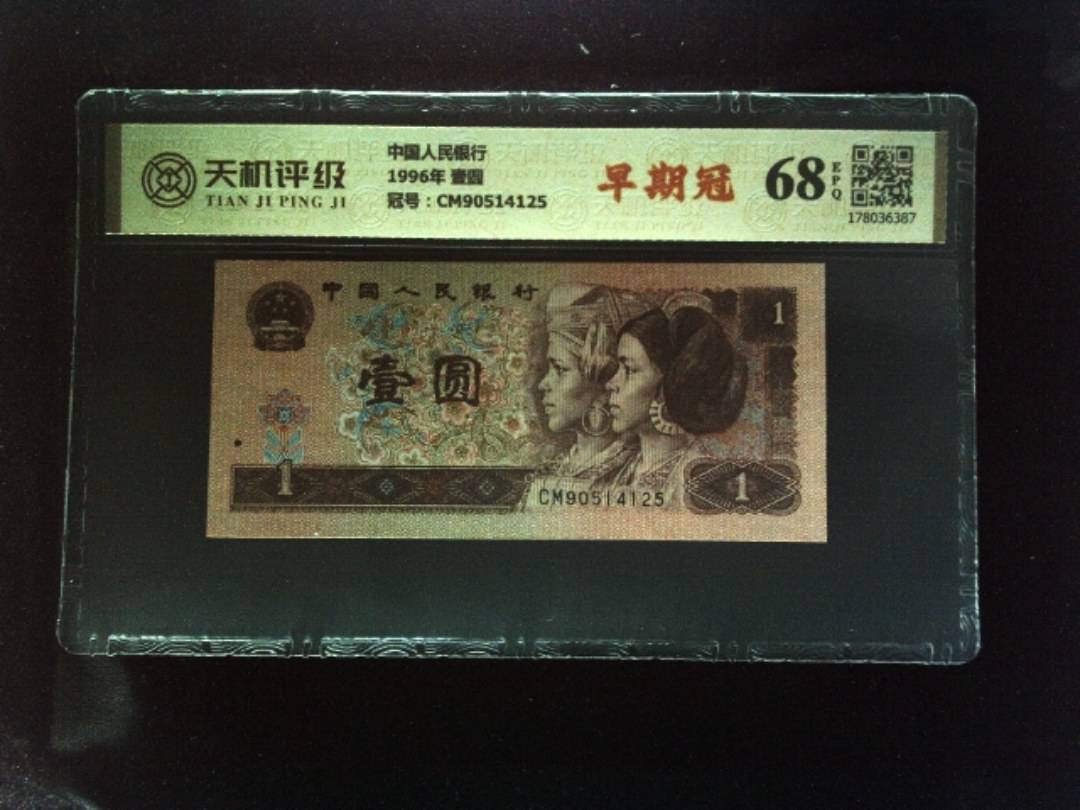 天机评级
TIAN JI PING JI
中国人民银行
1996年 壹圆
冠号：CM90514125
早期冠
68
EPQ
178036387
中国人民银行
1
壹圆
1
CM90514125
1